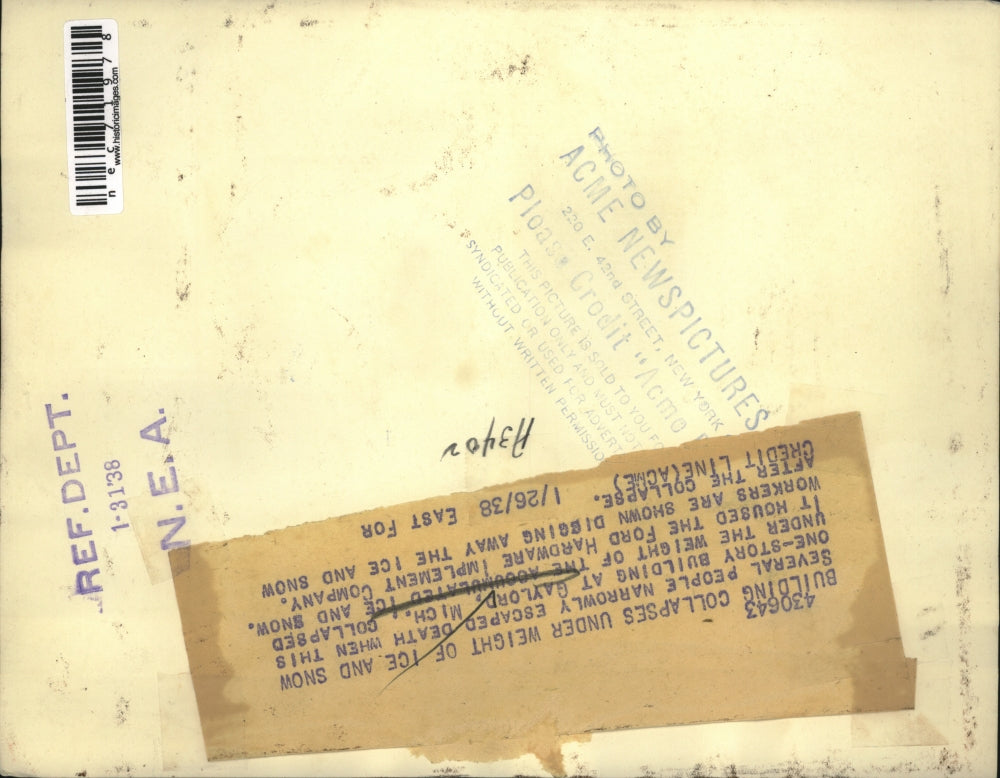 nec71978
www.historicimages.com
PHOTO BY
ACME NEWSPICTURES
220 E. 42nd STREET, NEW YORK
Please Credit "Acme
THIS PICTURE IS SOLD TO YOU FO
PUBLICATION ONLY AND MUST NOT
SYNDICATED OR USED FOR ADVERT
WITHOUT WRITTEN PERMISSIO
REF. DEPT.
1-31'38
N. E. A.
430643
BUILDING COLLAPSES UNDER WEIGHT OF ICE AND SNOW
SEVERAL PEOPLE NARROWLY ESCAPED DEATH WHEN THIS
ONE-STORY BUILDING AT GAYLORD, MICH. COLLAPSED
UNDER THE WEIGHT OF THE ACCUMULATED ICE AND SNOW.
IT HOUSED THE FORD HARDWARE IMPLEMENT COMPANY.
WORKERS ARE SHOWN DIGGING AWAY THE ICE AND SNOW
AFTER THE COLLAPSE.
CREDIT LINE(ACME) 1/26/38 EAST FOR